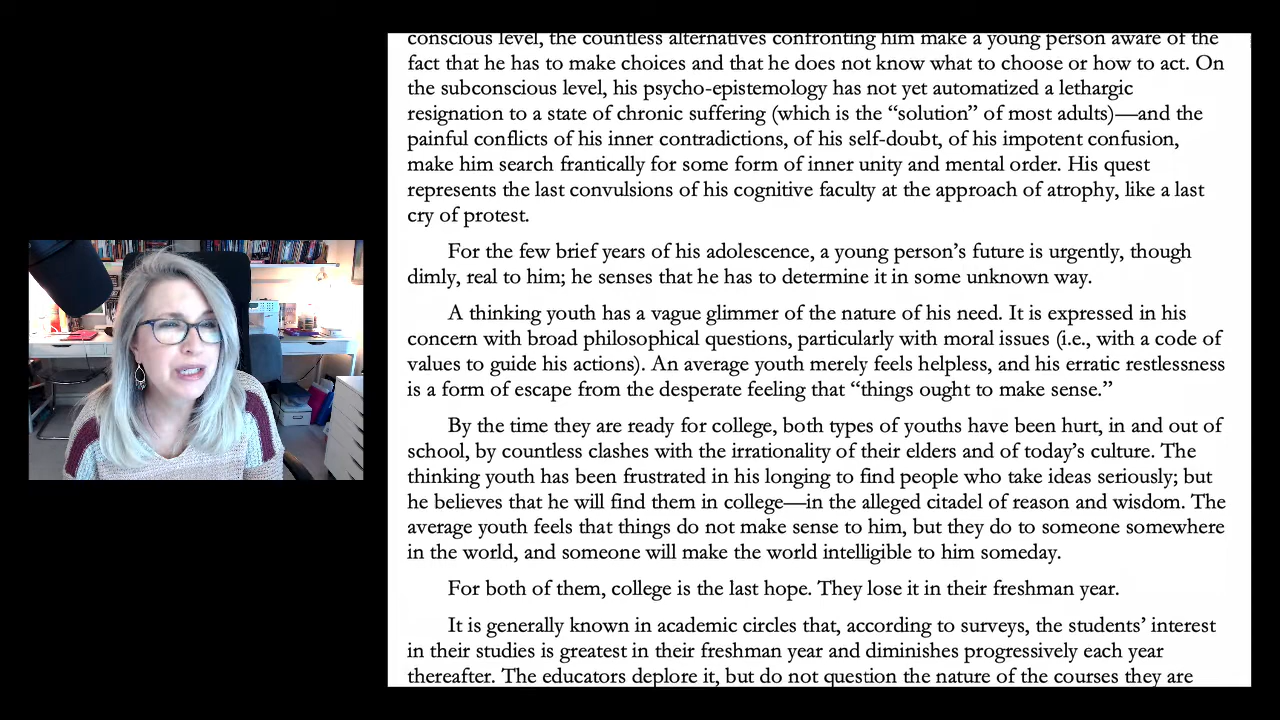 conscious level, the countless alternatives confronting him make a young person aware of the
fact that he has to make choices and that he does not know what to choose or how to act. On
the subconscious level, his psycho-epistemology has not yet automatized a lethargic
resignation to a state of chronic suffering (which is the “solution” of most adults)—and the
painful conflicts of his inner contradictions, of his self-doubt, of his impotent confusion,
make him search frantically for some form of inner unity and mental order. His quest
represents the last convulsions of his cognitive faculty at the approach of atrophy, like a last
cry of protest.
For the few brief years of his adolescence, a young person’s future is urgently, though
dimly, real to him; he senses that he has to determine it in some unknown way.
A thinking youth has a vague glimmer of the nature of his need. It is expressed in his
concern with broad philosophical questions, particularly with moral issues (i.e., with a code of
values to guide his actions). An average youth merely feels helpless, and his erratic restlessness
is a form of escape from the desperate feeling that “things ought to make sense.”
By the time they are ready for college, both types of youths have been hurt, in and out of
school, by countless clashes with the irrationality of their elders and of today’s culture. The
thinking youth has been frustrated in his longing to find people who take ideas seriously; but
he believes that he will find them in college—in the alleged citadel of reason and wisdom. The
average youth feels that things do not make sense to him, but they do to someone somewhere
in the world, and someone will make the world intelligible to him someday.
For both of them, college is the last hope. They lose it in their freshman year.
It is generally known in academic circles that, according to surveys, the students’ interest
in their studies is greatest in their freshman year and diminishes progressively each year
thereafter. The educators deplore it, but do not question the nature of the courses they are